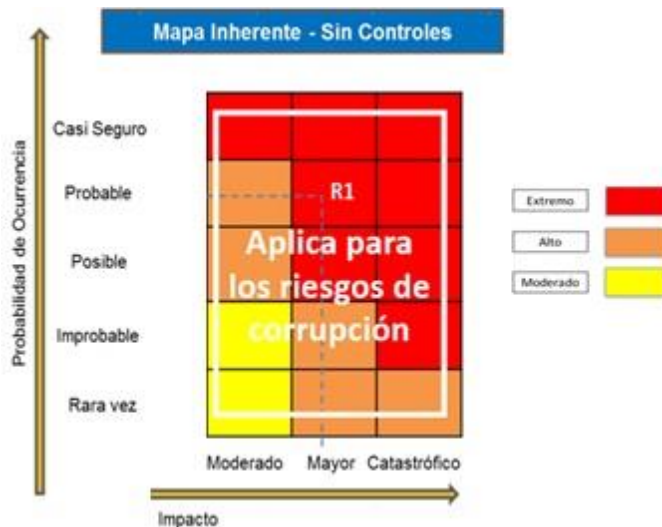 Mapa Inherente - Sin Controles
Probabilidad de Ocurrencia
Casi Seguro
Probable
Posible
Improbable
Rara vez
R1
Aplica para
los riesgos de
corrupción
Moderado Mayor Catastrófico
Impacto
Extremo
Alto
Moderado